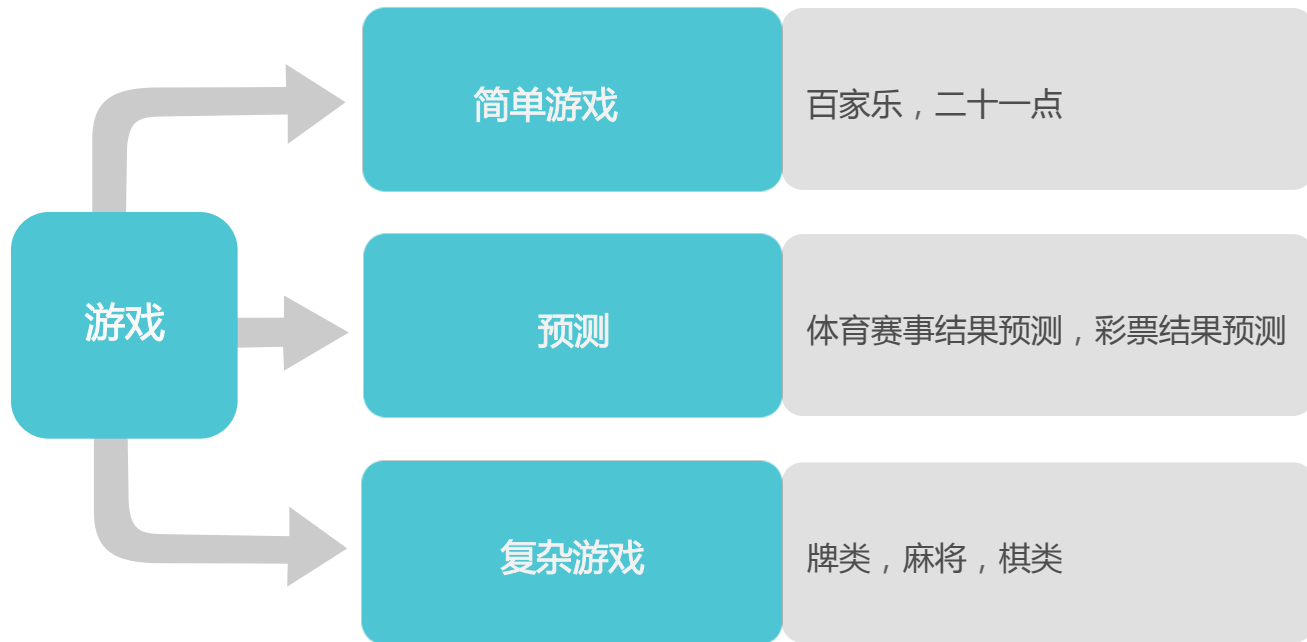 简单游戏
百家乐，二十一点
游戏
预测
体育赛事结果预测，彩票结果预测
复杂游戏
牌类，麻将，棋类